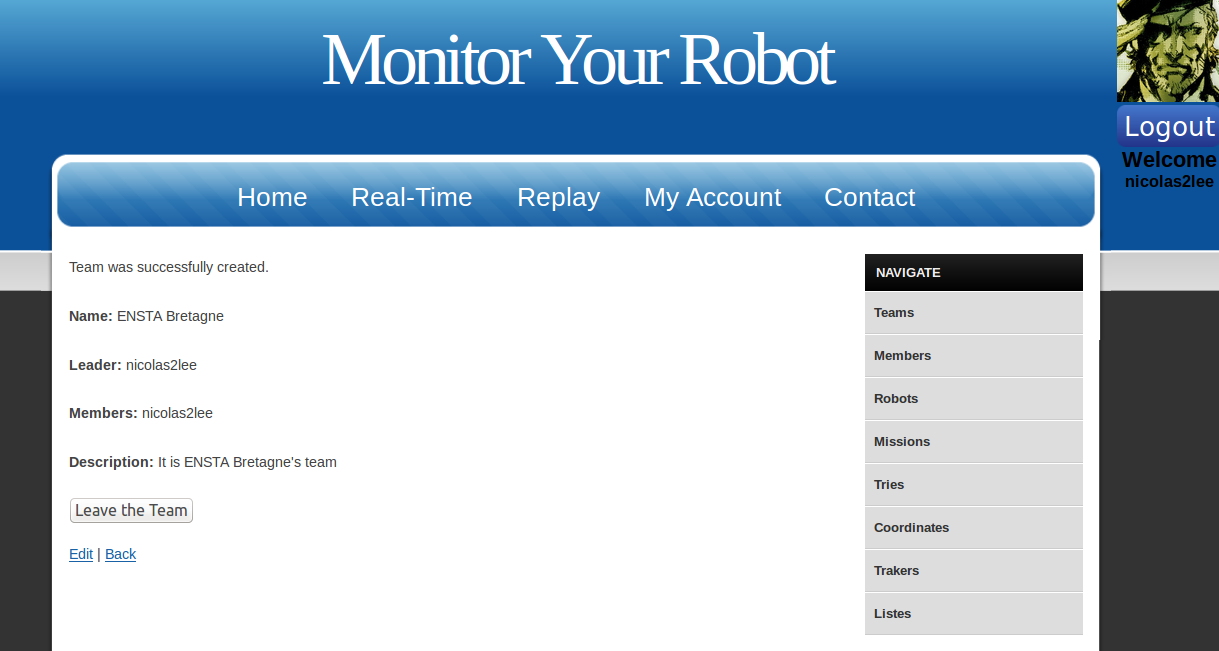 Monitor Your Robot
Logout
Welcome
nicolas2lee
Home Real-Time Replay My Account Contact
Team was successfully created.
Name: ENSTA Bretagne
Leader: nicolas2lee
Members: nicolas2lee
Description: It is ENSTA Bretagne's team
Leave the Team
Edit | Back
NAVIGATE
Teams
Members
Robots
Missions
Tries
Coordinates
Trakers
Listes